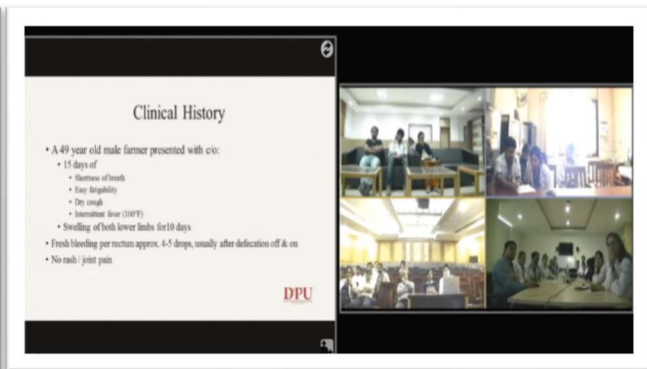 Clinical History
• A 49 year old male farmer presented with c/o:
• 15 days of
• Shortness of breath
• Easy fatigability
• Dry cough
• Intermittent fever (100°F)
• Swelling of both lower limbs for10 days
• Fresh bleeding per rectum approx. 4-5 drops, usually after defecation off & on
• No rash / joint pain
DPU